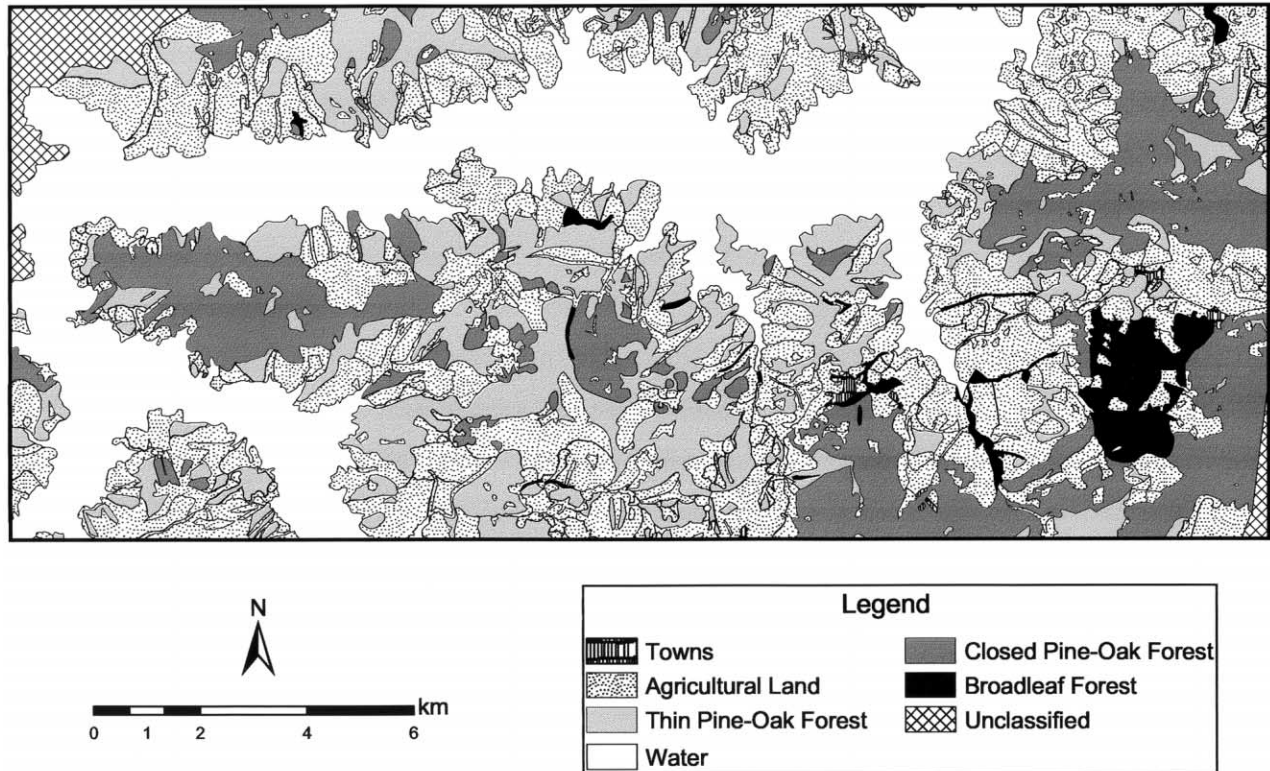 N
km
0 1 2 4 6
Legend
Towns
Agricultural Land
Thin Pine-Oak Forest
Water
Closed Pine-Oak Forest
Broadleaf Forest
Unclassified